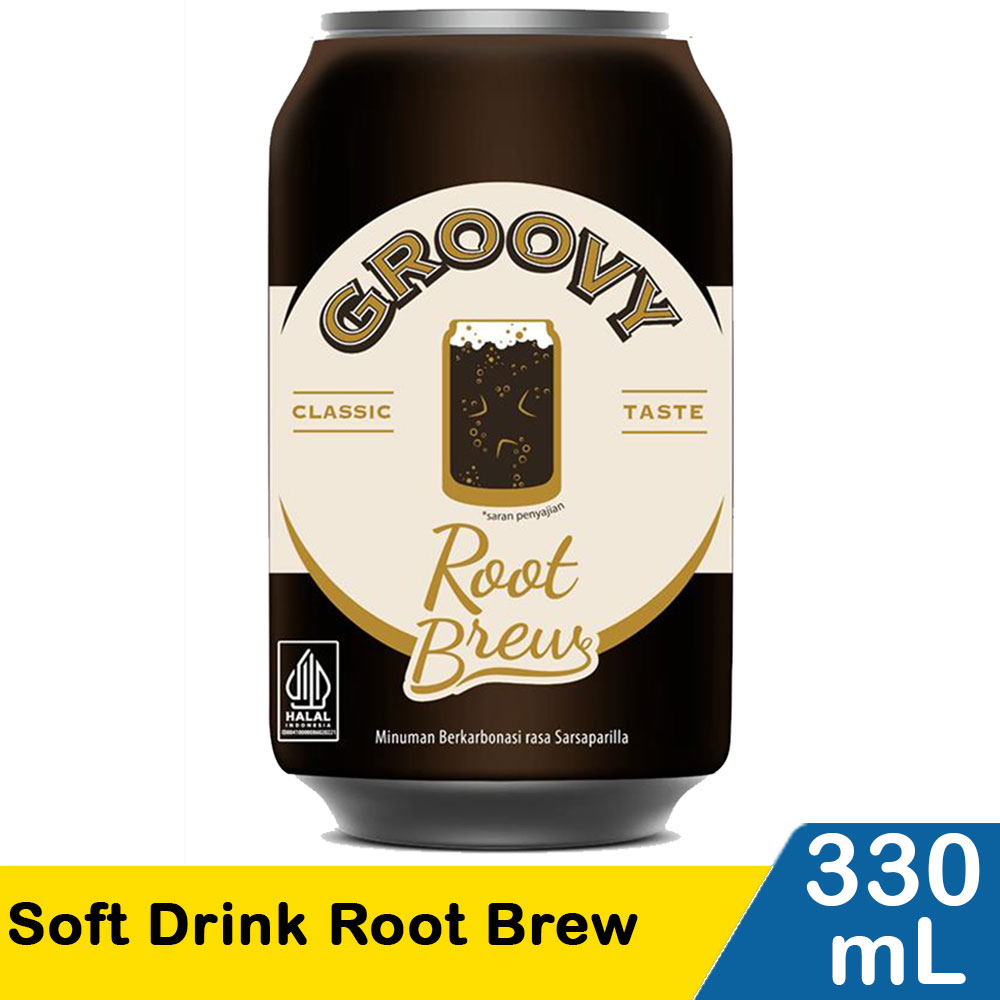 GROOVY
CLASSIC
TASTE
*saran penyajian
Root
Brew
HALAL
INDONESIA
Minuman Berkarbonasi rasa Sarsaparilla
Soft Drink Root Brew
330
mL